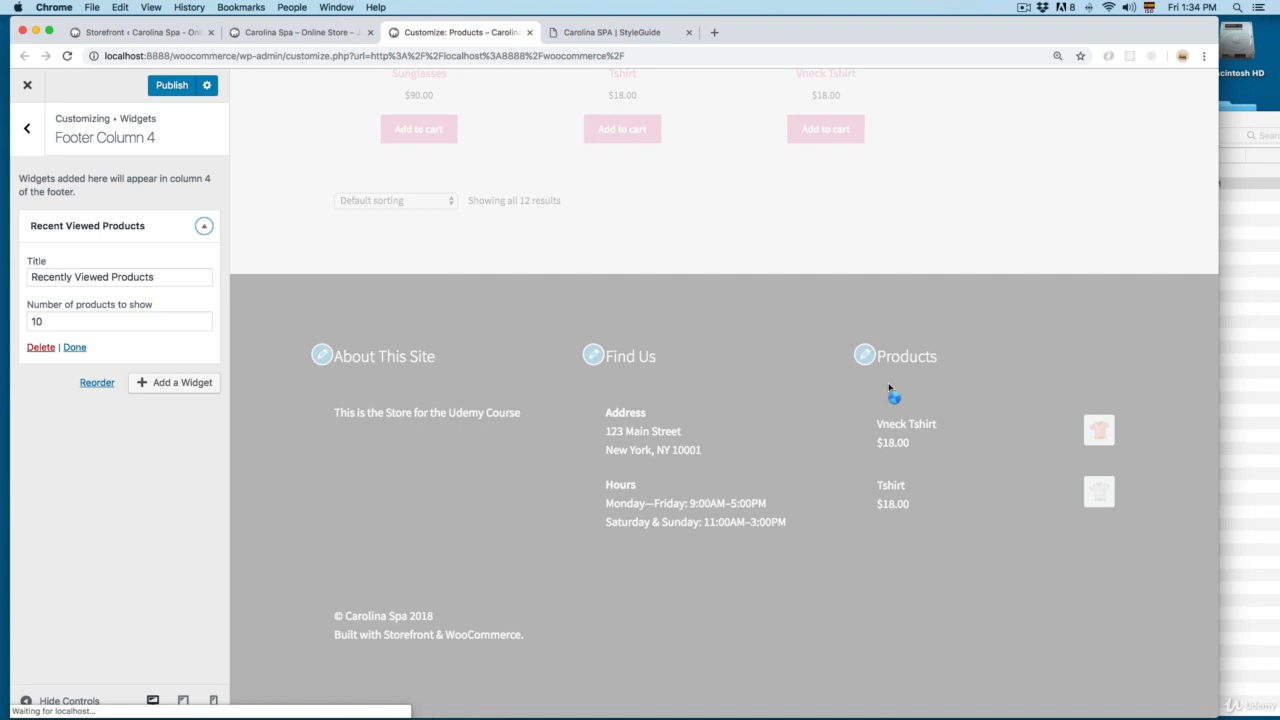 Chrome File Edit View History Bookmarks People Window Help
8 Fri 1:34 PM
Storefront ‹ Carolina Spa - Onl
Carolina Spa – Online Store –
Customize: Products – Carolina
Carolina SPA | StyleGuide
localhost:8888/woocommerce/wp-admin/customize.php?url=http%3A%2F%2Flocalhost%3A8888%2Fwoocommerce%2F
acintosh HD
Publish
Customizing ▸ Widgets
Footer Column 4
Widgets added here will appear in column 4
of the footer.
Recent Viewed Products
Title
Recently Viewed Products
Number of products to show
10
Delete | Done
Reorder
Add a Widget
Hide Controls
Waiting for localhost...
Sunglasses
$90.00
Add to cart
Tshirt
$18.00
Add to cart
Vneck Tshirt
$18.00
Add to cart
Default sorting
Showing all 12 results
About This Site
This is the Store for the Udemy Course
Find Us
Address
123 Main Street
New York, NY 10001
Hours
Monday—Friday: 9:00AM–5:00PM
Saturday & Sunday: 11:00AM–3:00PM
Products
Vneck Tshirt
$18.00
Tshirt
$18.00
© Carolina Spa 2018
Built with Storefront & WooCommerce.
Sear
Udemy